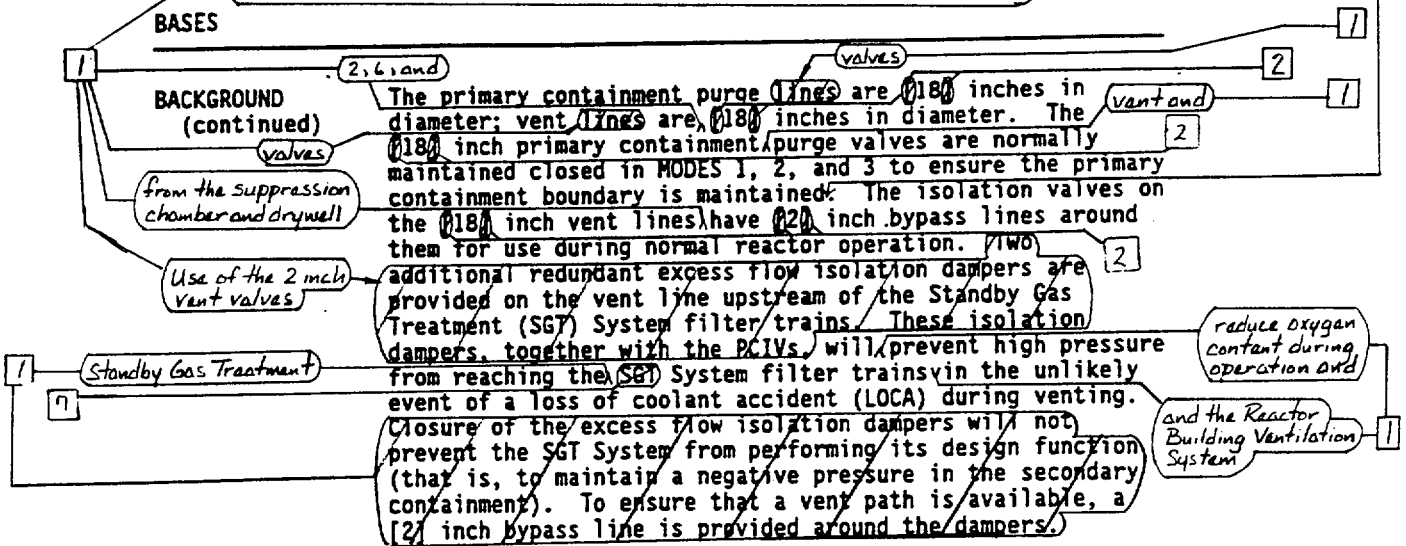 BASES
1
1
2, 6, and
valves
2
BACKGROUND
(continued)
The primary containment purge lines are [18] inches in
diameter; vent lines are [18] inches in diameter. The
vent and
1
valves
[18] inch primary containment purge valves are normally
2
maintained closed in MODES 1, 2, and 3 to ensure the primary
from the suppression
chamber and drywell
containment boundary is maintained. The isolation valves on
the [18] inch vent lines have [2] inch bypass lines around
them for use during normal reactor operation. Two
2
Use of the 2 inch
vent valves
additional redundant excess flow isolation dampers are
provided on the vent line upstream of the Standby Gas
Treatment (SGT) System filter trains. These isolation
dampers, together with the PCIVs, will prevent high pressure
reduce oxygen
content during
operation and
1
Standby Gas Treatment
from reaching the SGT System filter trains in the unlikely
7
event of a loss of coolant accident (LOCA) during venting.
and the Reactor
Building Ventilation
System
1
Closure of the excess flow isolation dampers will not
prevent the SGT System from performing its design function
(that is, to maintain a negative pressure in the secondary
containment). To ensure that a vent path is available, a
[2] inch bypass line is provided around the dampers.